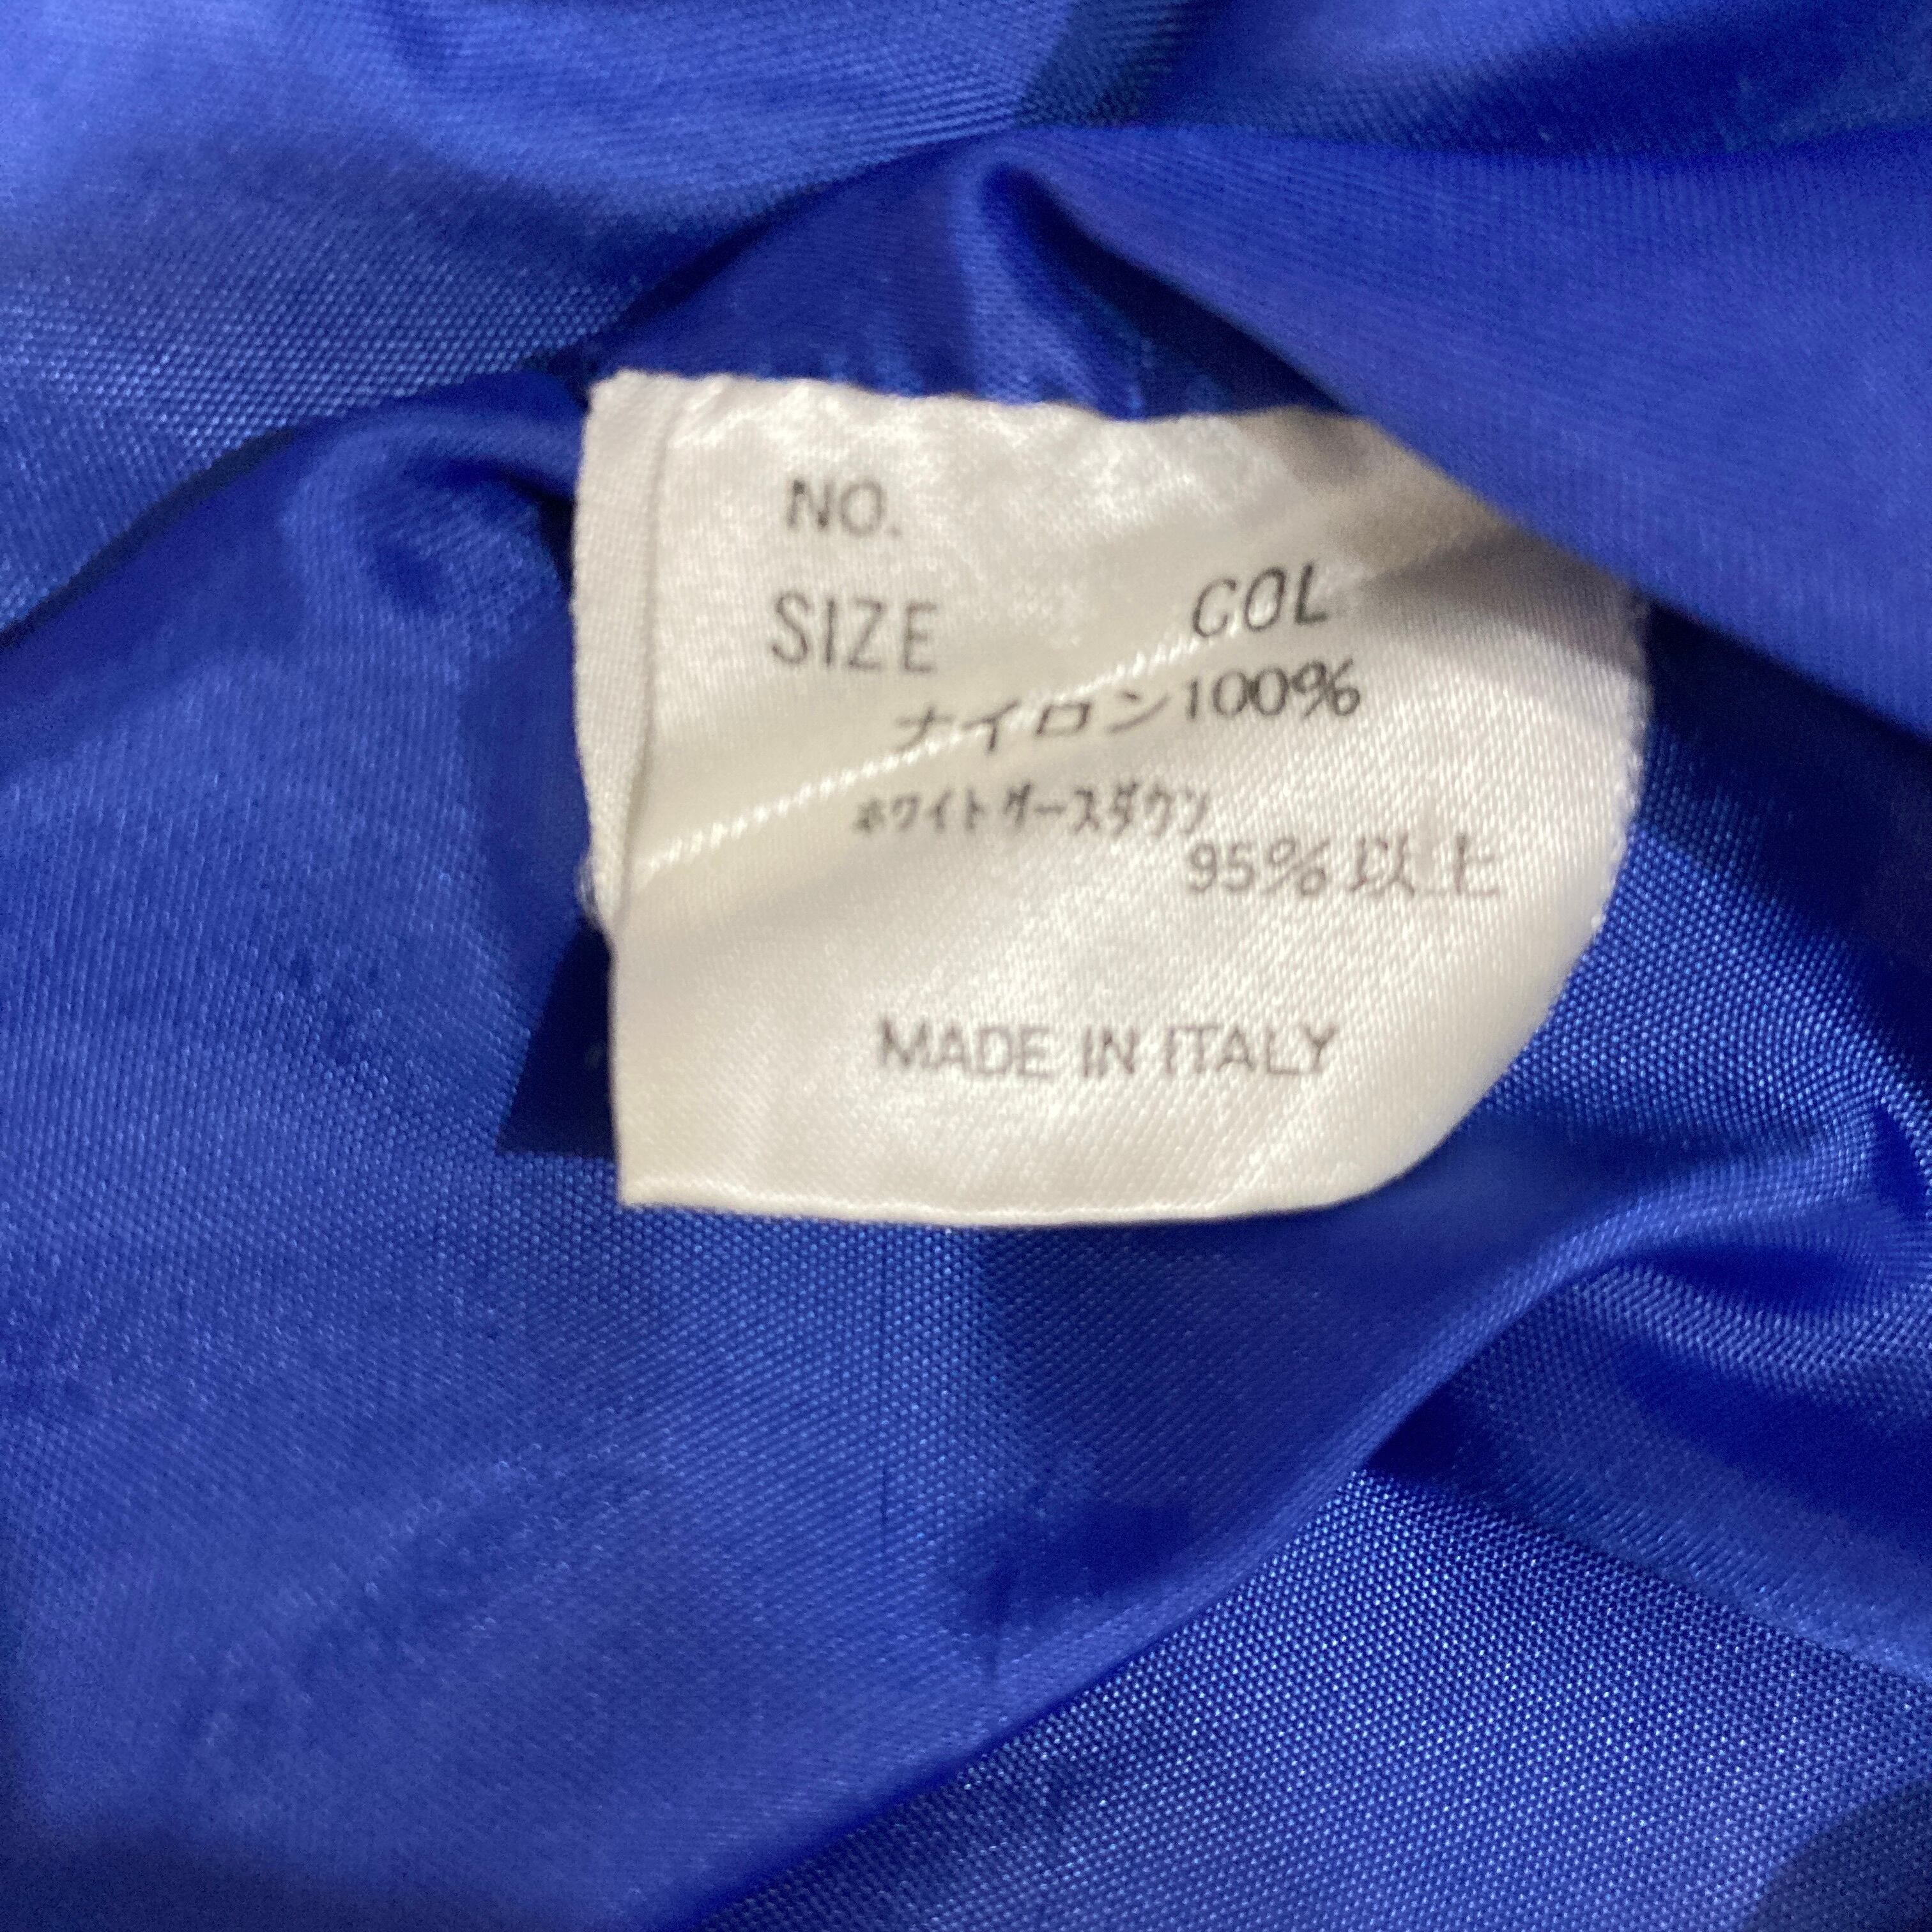 NO.
SIZE COL
ナイロン100%
ホワイトグースダウン
95%以上
MADE IN ITALY